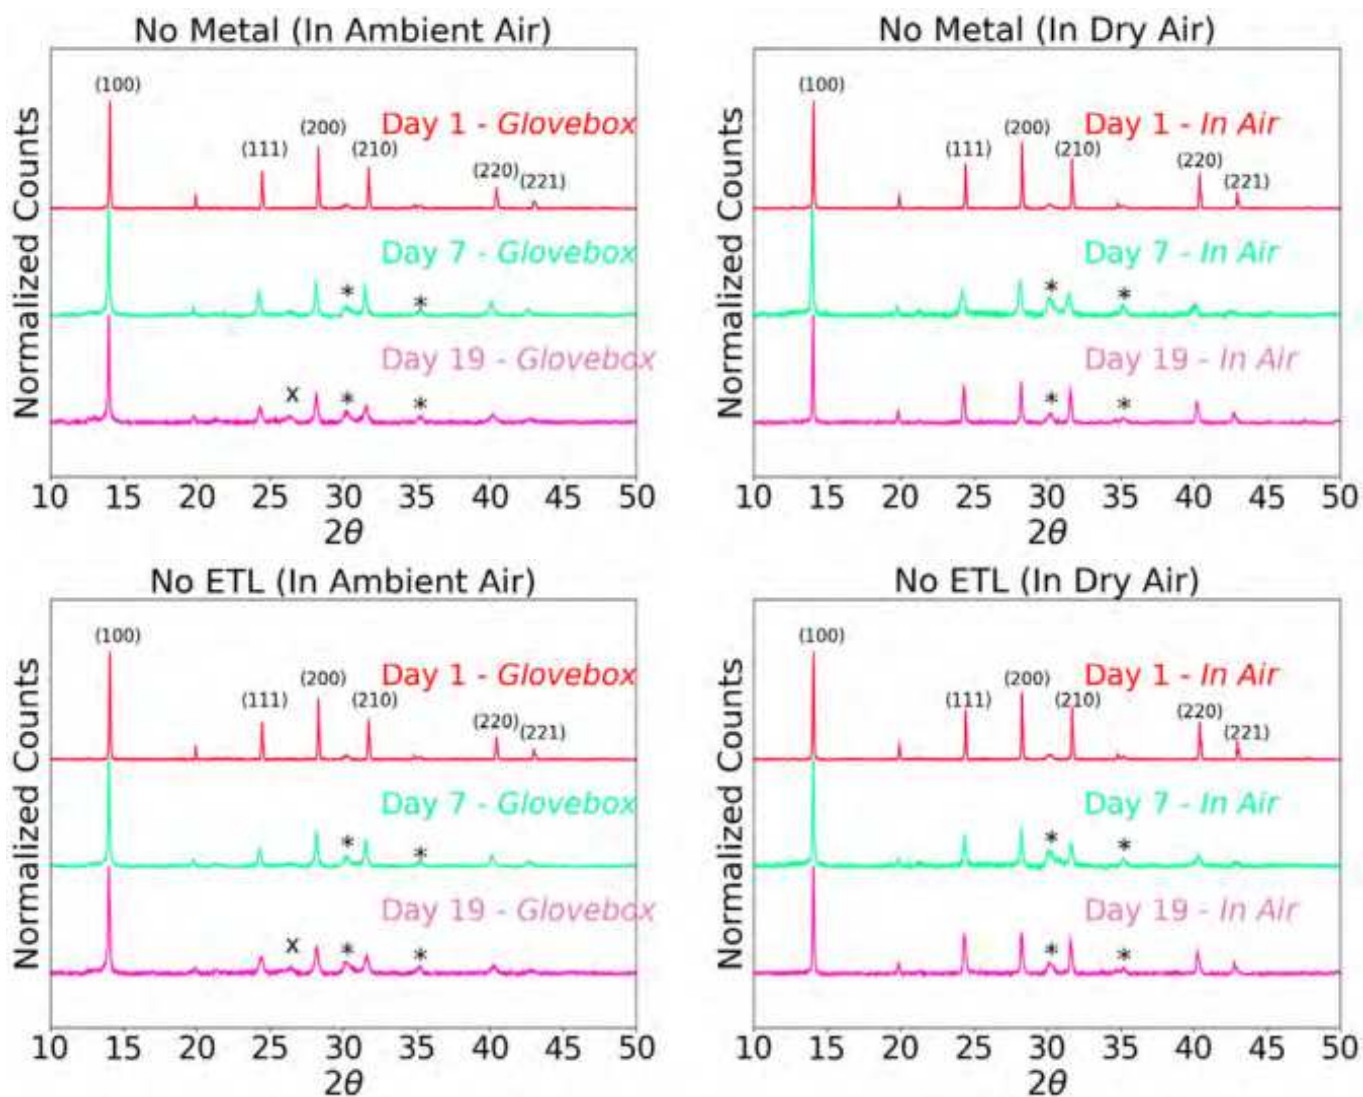 No Metal (In Ambient Air)
Normalized Counts
(100)
(111)
(200)
(210)
(220)
(221)
Day 1 - Glovebox
Day 7 - Glovebox
* *
Day 19 - Glovebox
x * *
10 15 20 25 30 35 40 45 50
2θ
No Metal (In Dry Air)
Normalized Counts
(100)
(111)
(200)
(210)
(220)
(221)
Day 1 - In Air
Day 7 - In Air
* *
Day 19 - In Air
* *
10 15 20 25 30 35 40 45 50
2θ
No ETL (In Ambient Air)
Normalized Counts
(100)
(111)
(200)
(210)
(220)
(221)
Day 1 - Glovebox
Day 7 - Glovebox
* *
Day 19 - Glovebox
x * *
10 15 20 25 30 35 40 45 50
2θ
No ETL (In Dry Air)
Normalized Counts
(100)
(111)
(200)
(210)
(220)
(221)
Day 1 - In Air
Day 7 - In Air
* *
Day 19 - In Air
* *
10 15 20 25 30 35 40 45 50
2θ